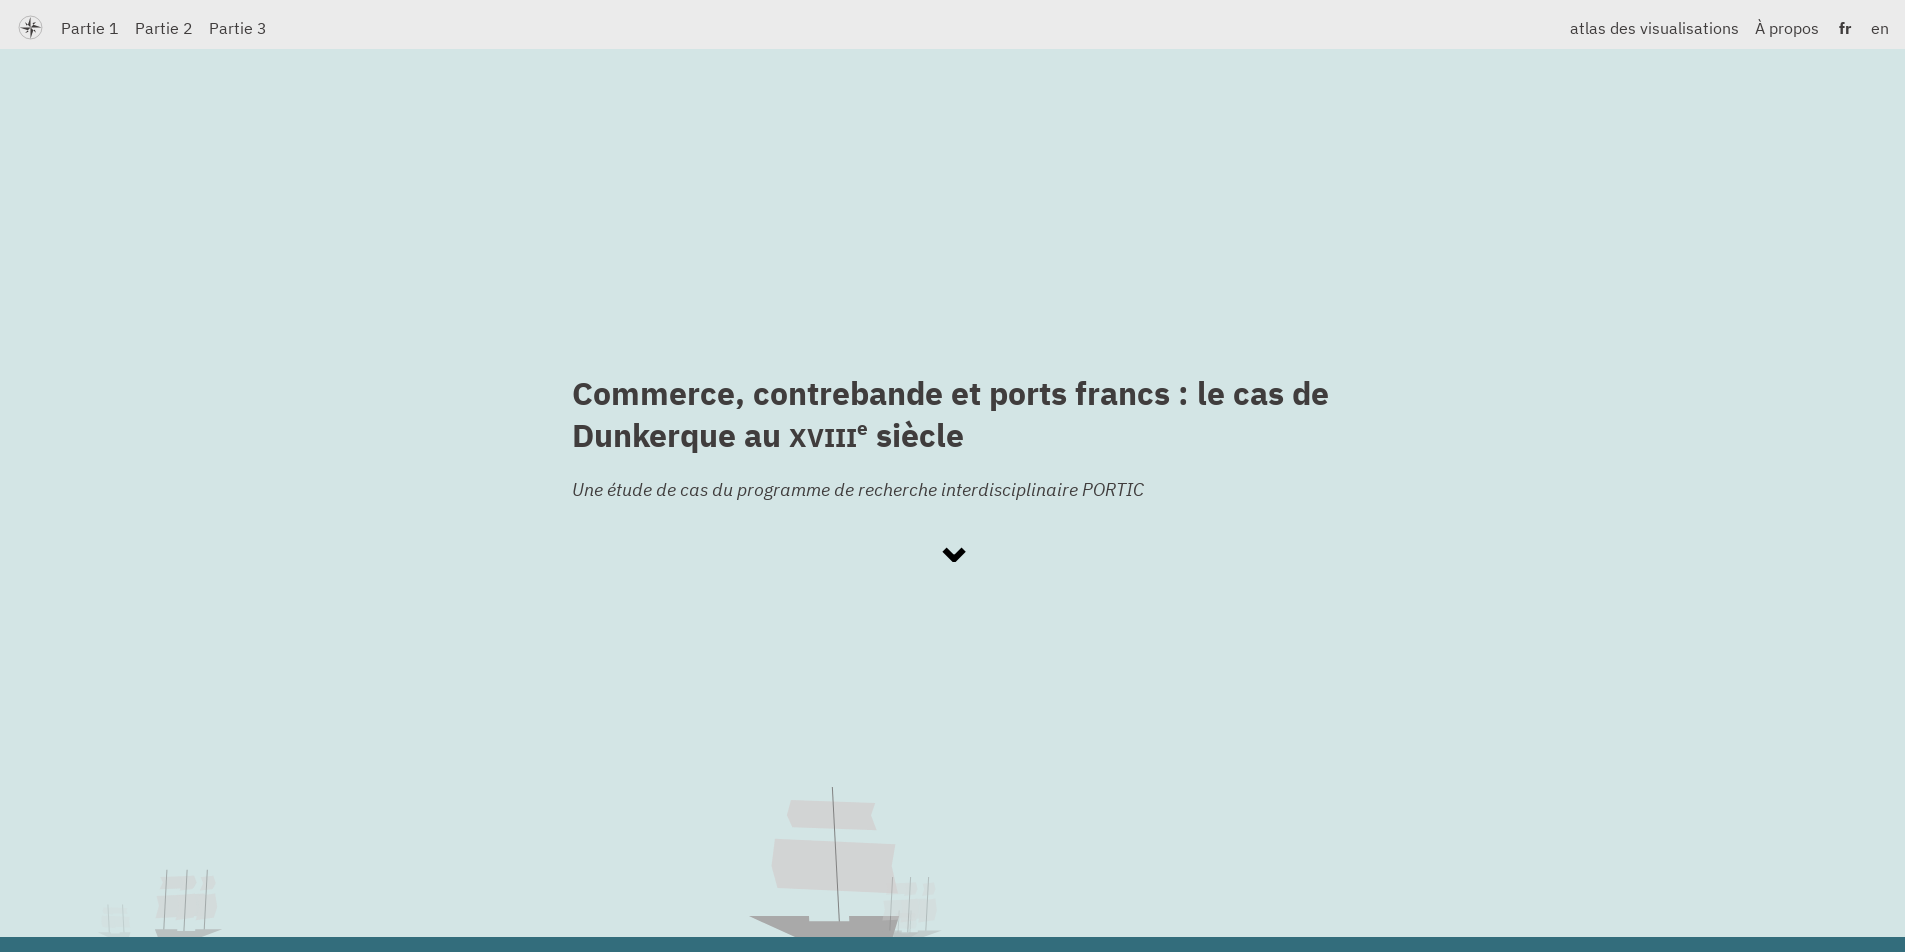 Partie 1 Partie 2 Partie 3 atlas des visualisations À propos fr en
Commerce, contrebande et ports francs : le cas de
Dunkerque au XVIIIe siècle
Une étude de cas du programme de recherche interdisciplinaire PORTIC